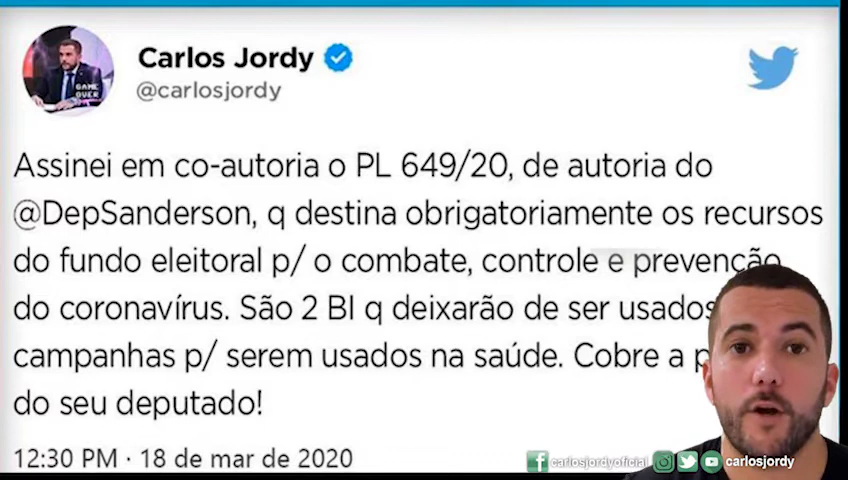 Carlos Jordy
@carlosjordy
GAME
OVER
Assinei em co-autoria o PL 649/20, de autoria do
@DepSanderson, q destina obrigatoriamente os recursos
do fundo eleitoral p/ o combate, controle e prevenção
do coronavírus. São 2 BI q deixarão de ser usados
campanhas p/ serem usados na saúde. Cobre a
do seu deputado!
12:30 PM · 18 de mar de 2020
carlosjordyoficial
carlosjordy